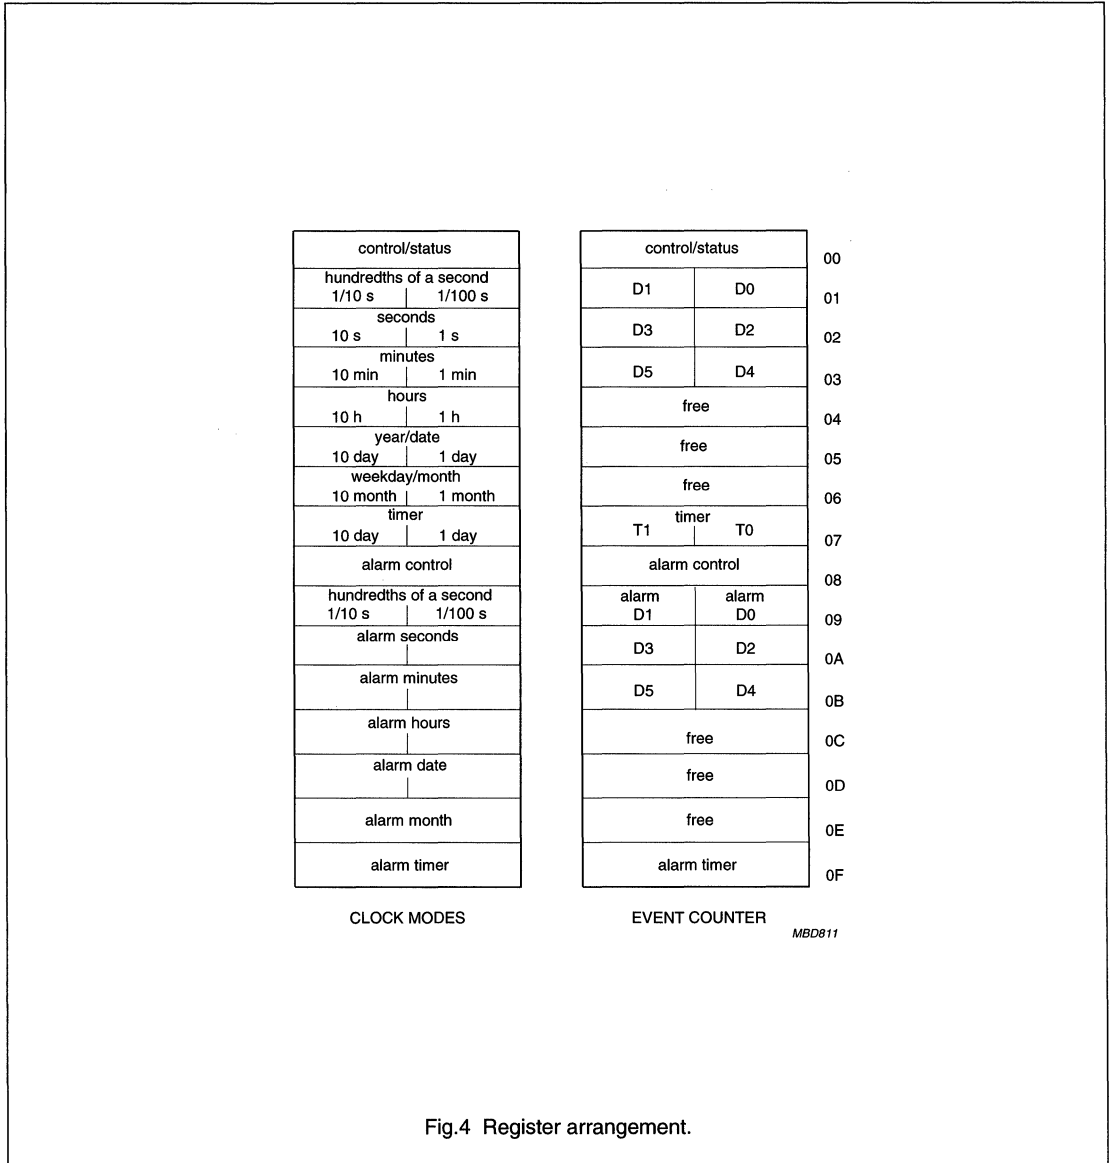 control/status
hundredths of a second
1/10 s 1/100 s
seconds
10 s 1 s
minutes
10 min 1 min
hours
10 h 1 h
year/date
10 day 1 day
weekday/month
10 month 1 month
timer
10 day 1 day
alarm control
hundredths of a second
1/10 s 1/100 s
alarm seconds
alarm minutes
alarm hours
alarm date
alarm month
alarm timer
CLOCK MODES
control/status 00
D1 D0 01
D3 D2 02
D5 D4 03
free 04
free 05
free 06
timer
T1 T0 07
alarm control 08
alarm alarm
D1 D0 09
D3 D2 0A
D5 D4 0B
free 0C
free 0D
free 0E
alarm timer 0F
EVENT COUNTER
MBD811
Fig.4 Register arrangement.